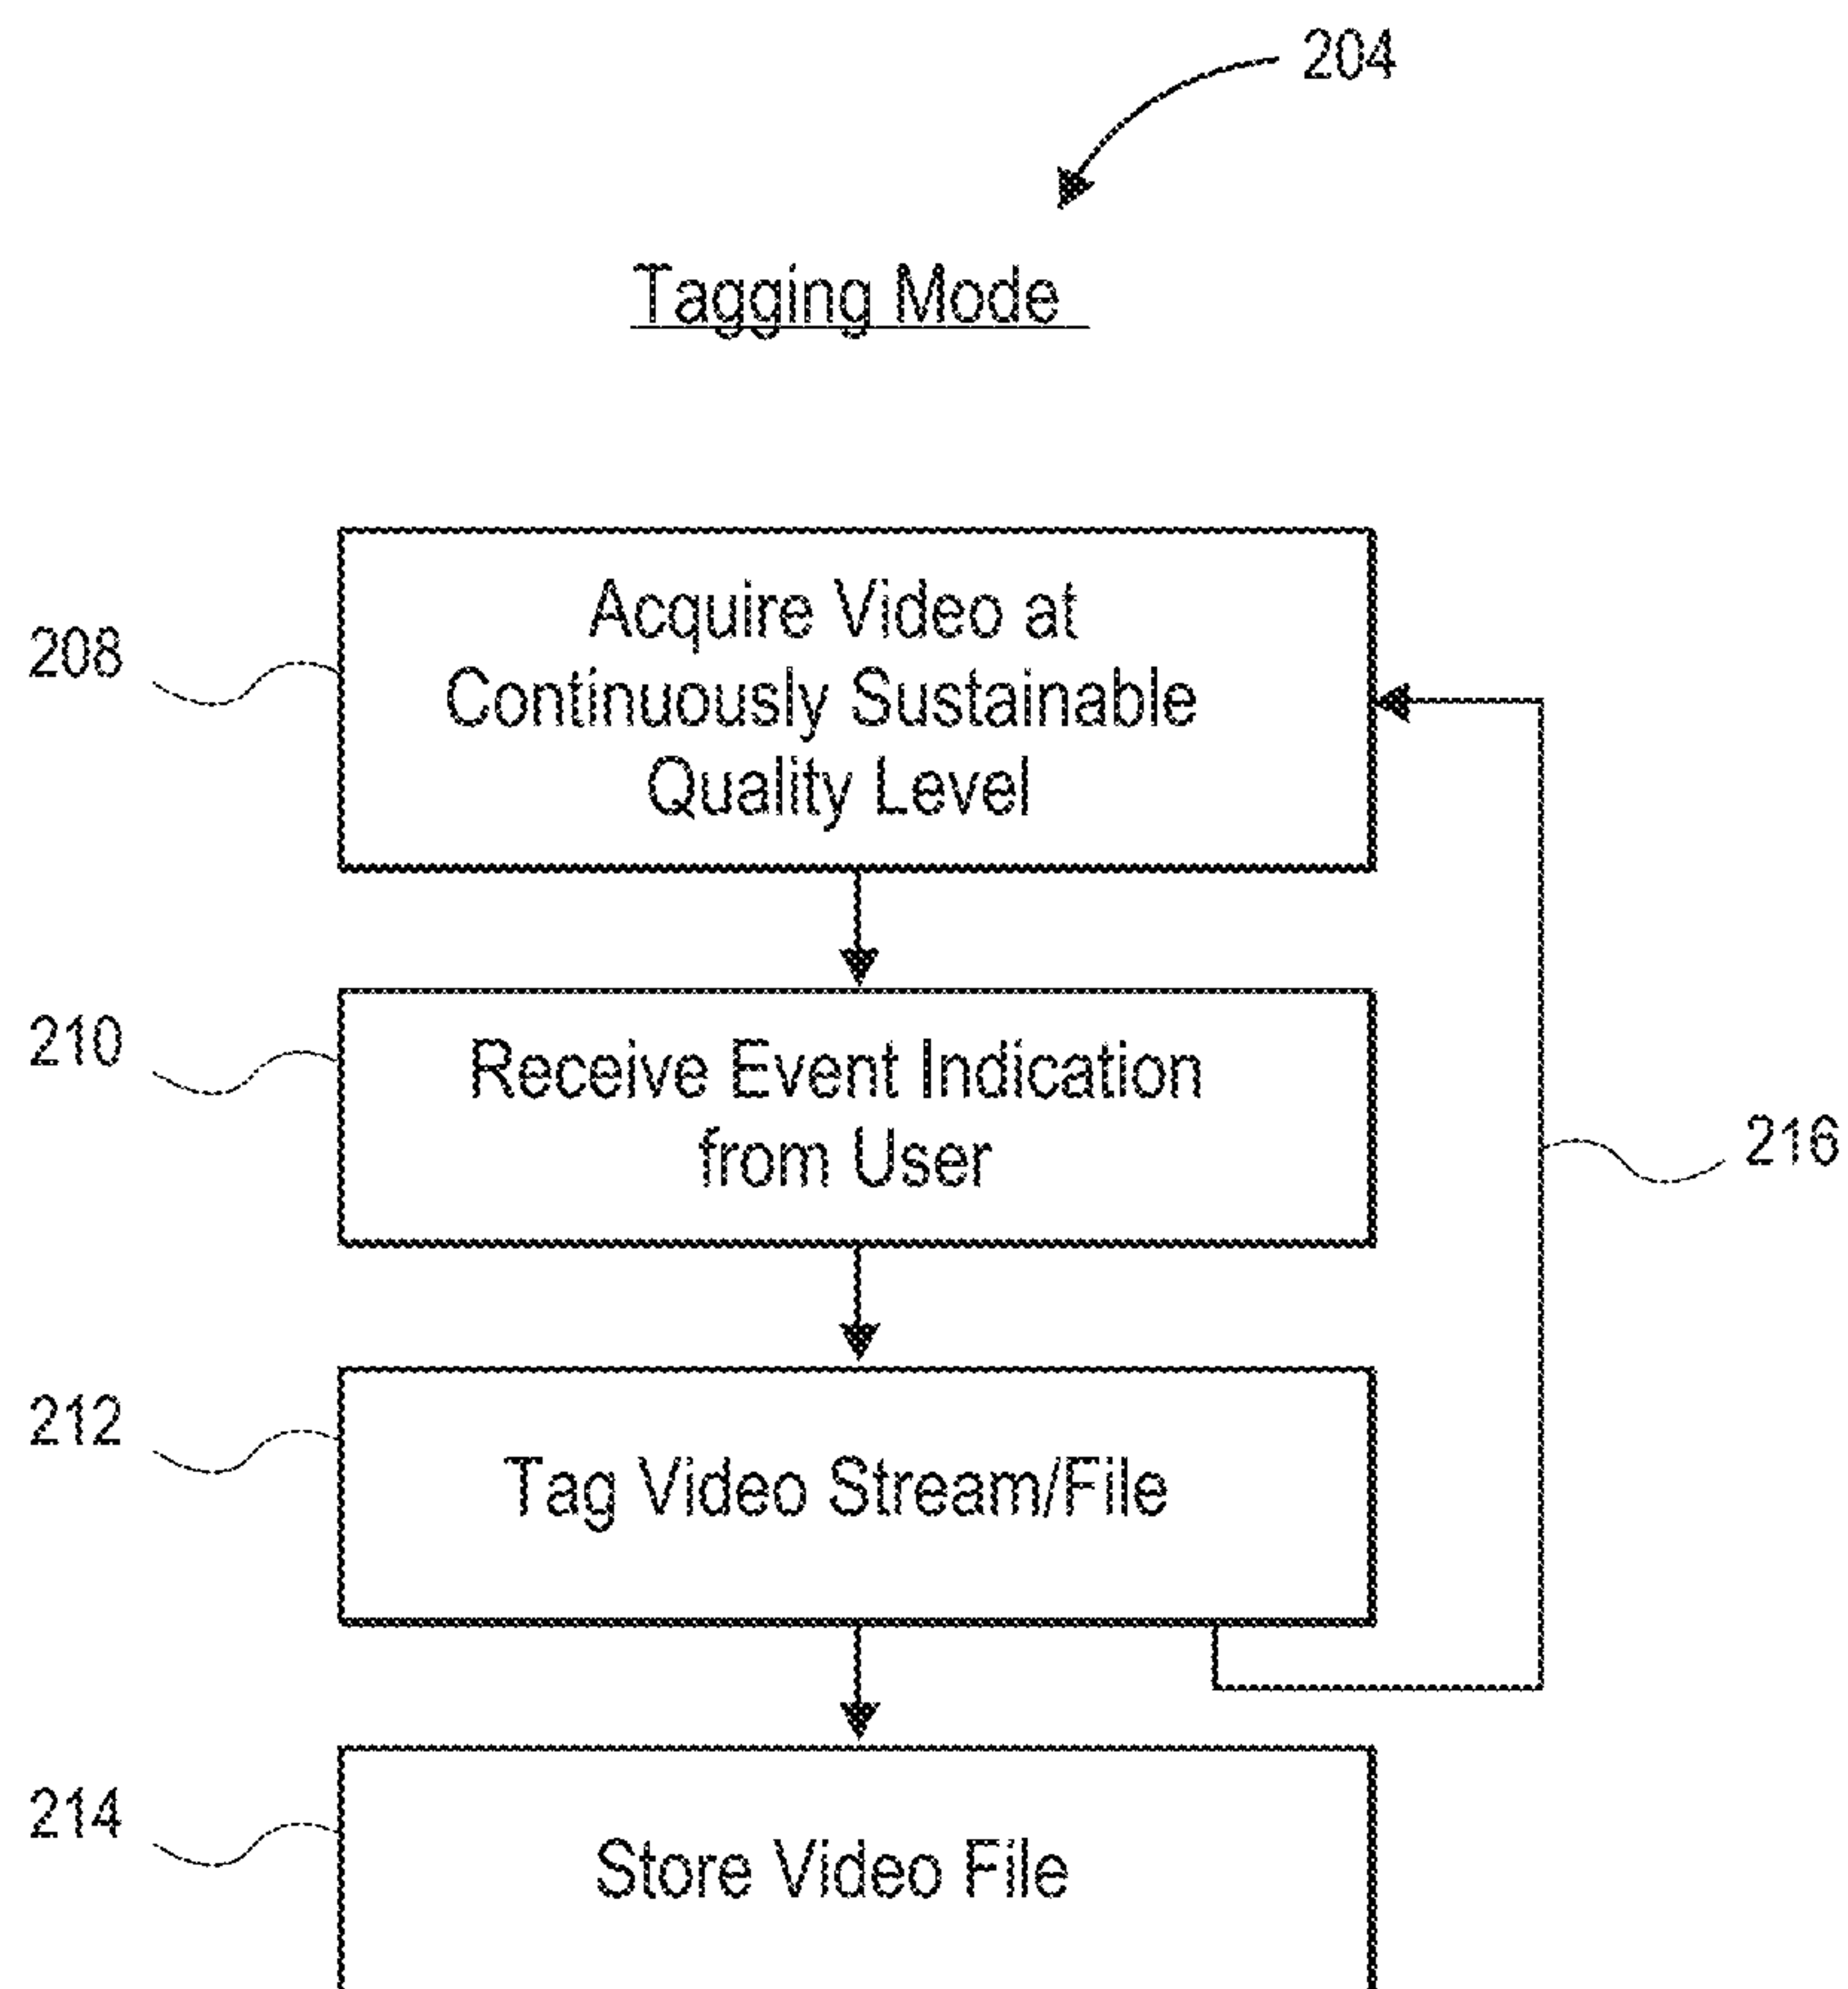 204
Tagging Mode
208
Acquire Video at
Continuously Sustainable
Quality Level
210
Receive Event Indication
from User
216
212
Tag Video Stream/File
214
Store Video File